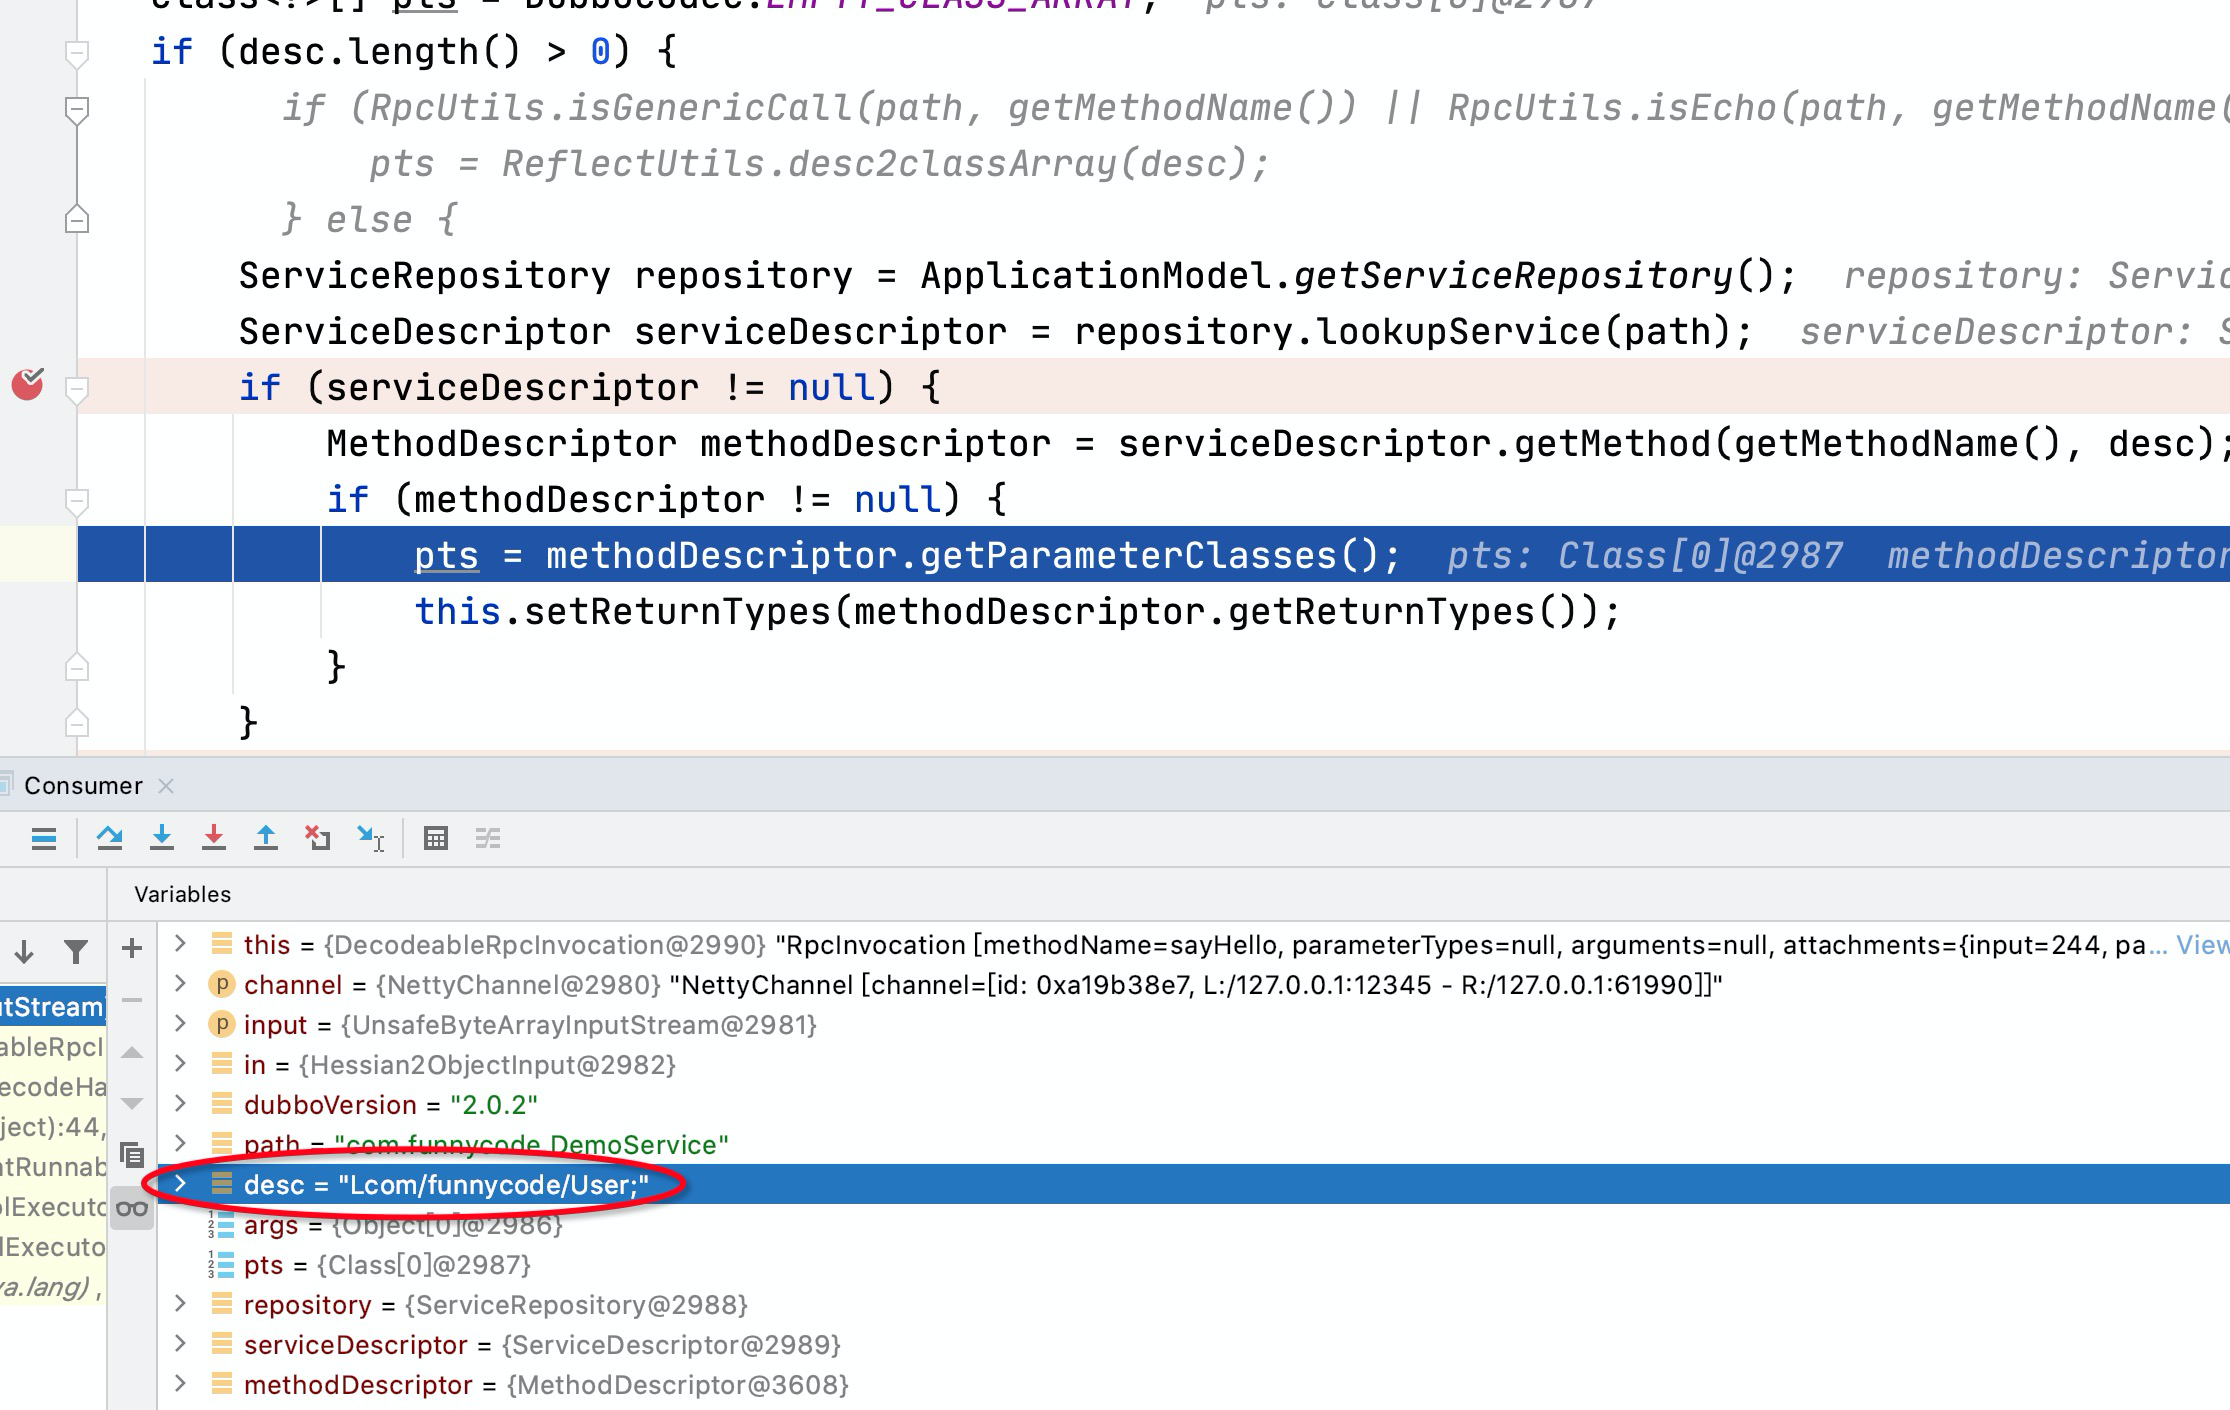 pts = DubboCodec.EMPTY_CLASS_ARRAY; pts: Class[0]@2987
if (desc.length() > 0) {
if (RpcUtils.isGenericCall(path, getMethodName()) || RpcUtils.isEcho(path, getMethodName(
pts = ReflectUtils.desc2classArray(desc);
} else {
ServiceRepository repository = ApplicationModel.getServiceRepository(); repository: Servic
ServiceDescriptor serviceDescriptor = repository.lookupService(path); serviceDescriptor: S
if (serviceDescriptor != null) {
MethodDescriptor methodDescriptor = serviceDescriptor.getMethod(getMethodName(), desc);
if (methodDescriptor != null) {
pts = methodDescriptor.getParameterClasses(); pts: Class[0]@2987 methodDescriptor
this.setReturnTypes(methodDescriptor.getReturnTypes());
}
}
Consumer
Variables
this = {DecodeableRpcInvocation@2990} "RpcInvocation [methodName=sayHello, parameterTypes=null, arguments=null, attachments={input=244, pa... View
channel = {NettyChannel@2980} "NettyChannel [channel=[id: 0xa19b38e7, L:/127.0.0.1:12345 - R:/127.0.0.1:61990]]"
utStream) input = {UnsafeByteArrayInputStream@2981}
ableRpcI in = {Hessian2ObjectInput@2982}
ecodeHa dubboVersion = "2.0.2"
ject):44, path = "com.funnycode.DemoService"
ntRunnab desc = "Lcom/funnycode/User;"
olExecuto args = {Object[0]@2986}
lExecuto pts = {Class[0]@2987}
va.lang), repository = {ServiceRepository@2988}
serviceDescriptor = {ServiceDescriptor@2989}
methodDescriptor = {MethodDescriptor@3608}